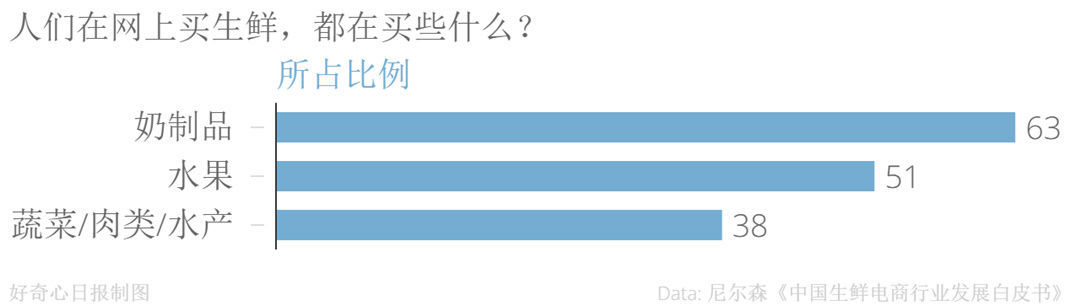 人们在网上买生鲜，都在买些什么？
所占比例
奶制品 63
水果 51
蔬菜/肉类/水产 38
好奇心日报制图 Data: 尼尔森《中国生鲜电商行业发展白皮书》